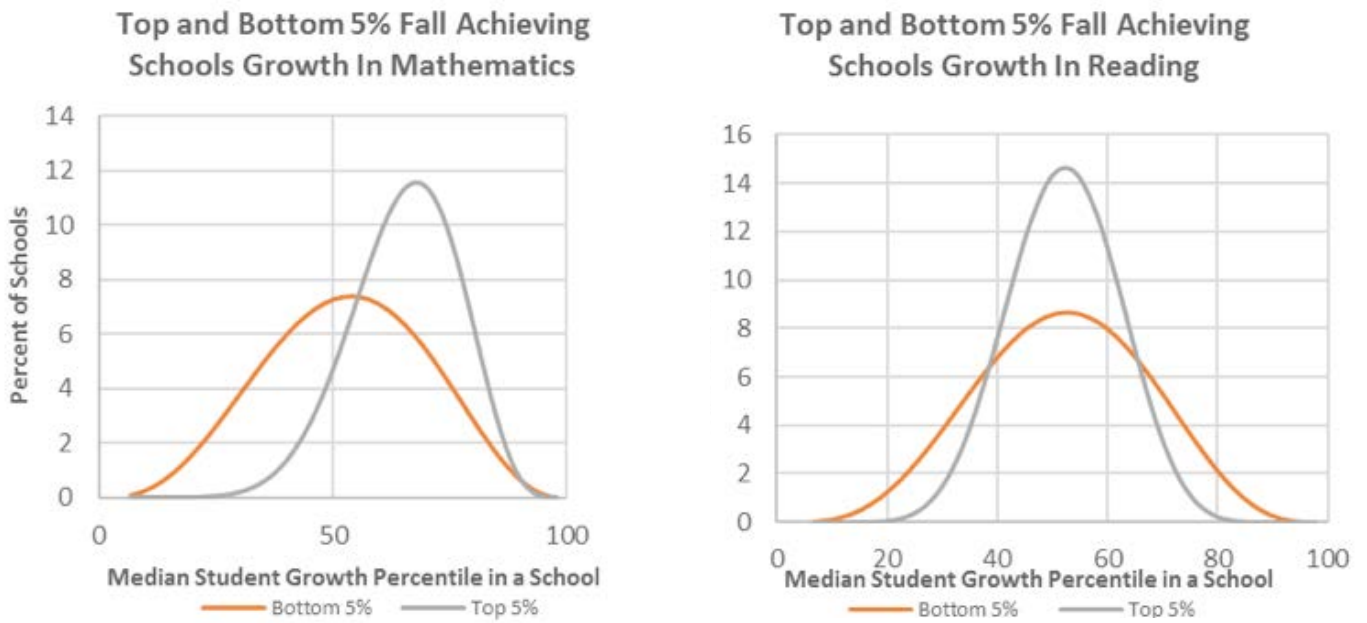 Top and Bottom 5% Fall Achieving
Schools Growth In Mathematics
14
12
10
8
6
4
2
0
Percent of Schools
0
50
100
Median Student Growth Percentile in a School
Bottom 5%
Top 5%
Top and Bottom 5% Fall Achieving
Schools Growth In Reading
16
14
12
10
8
6
4
2
0
0
20
40
60
80
100
Median Student Growth Percentile in a School
Bottom 5%
Top 5%